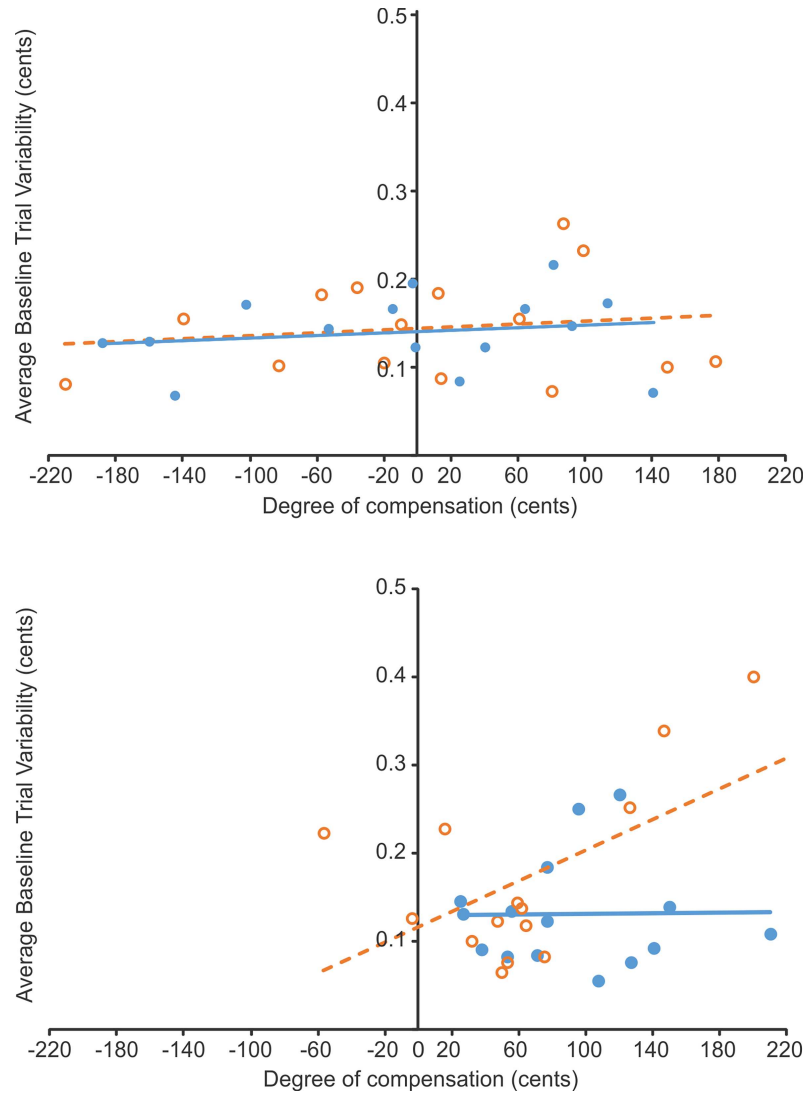 Average Baseline Trial Variability (cents)
0.5
0.4
0.3
0.2
0.1
-220 -180 -140 -100 -60 -20 0 20 60 100 140 180 220
Degree of compensation (cents)
Average Baseline Trial Variability (cents)
0.5
0.4
0.3
0.2
0.1
-220 -180 -140 -100 -60 -20 0 20 60 100 140 180 220
Degree of compensation (cents)